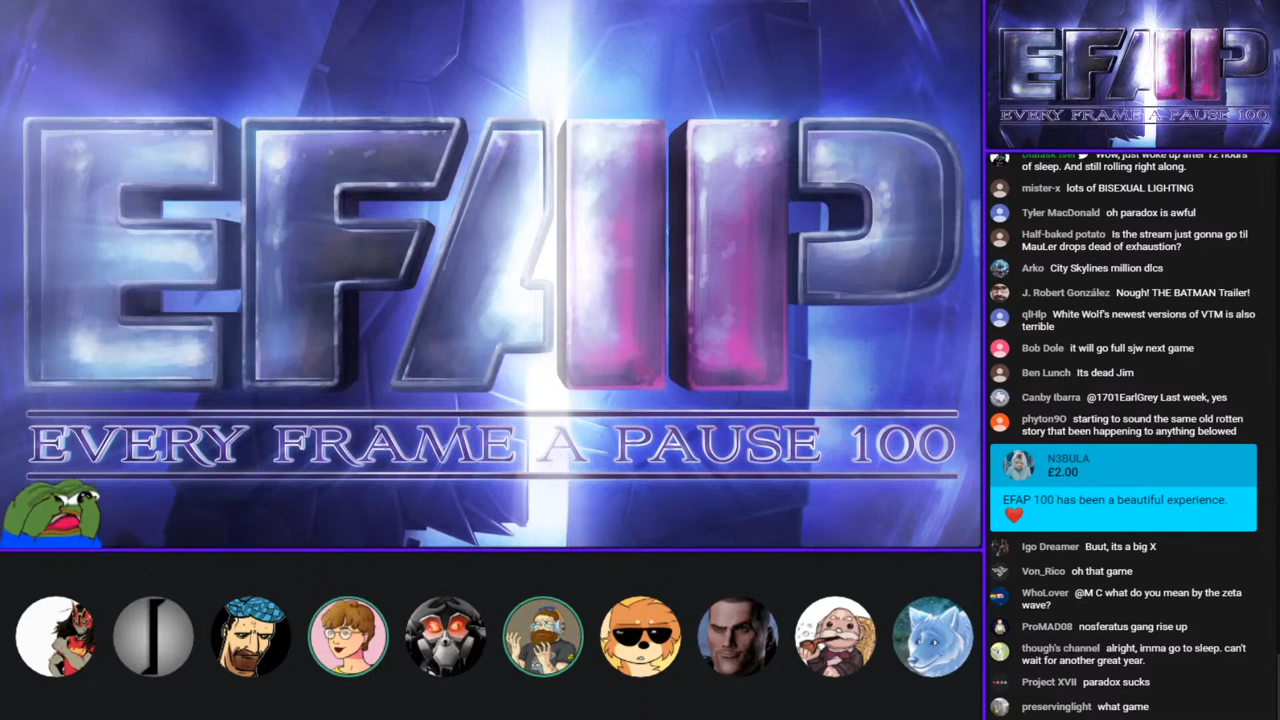 EFAP
EVERY FRAME A PAUSE 100
EFAP
EVERY FRAME A PAUSE 100
Wow, just woke up after 12 hours
of sleep. And still rolling right along.
mister-x lots of BISEXUAL LIGHTING
Tyler MacDonald oh paradox is awful
Half-baked potato Is the stream just gonna go til
MauLer drops dead of exhaustion?
Arko City Skylines million dlcs
J. Robert González Nough! THE BATMAN Trailer!
qlHlp White Wolf's newest versions of VTM is also
terrible
Bob Dole it will go full sjw next game
Ben Lunch Its dead Jim
Canby Ibarra @1701EarlGrey Last week, yes
phyton90 starting to sound the same old rotten
story that been happening to anything belowed
N3BULA
£2.00
EFAP 100 has been a beautiful experience.
Igo Dreamer Buut, its a big X
Von_Rico oh that game
WhoLover @M C what do you mean by the zeta
wave?
ProMAD08 nosferatus gang rise up
though's channel alright, imma go to sleep. can't
wait for another great year.
Project XVII paradox sucks
preservinglight what game